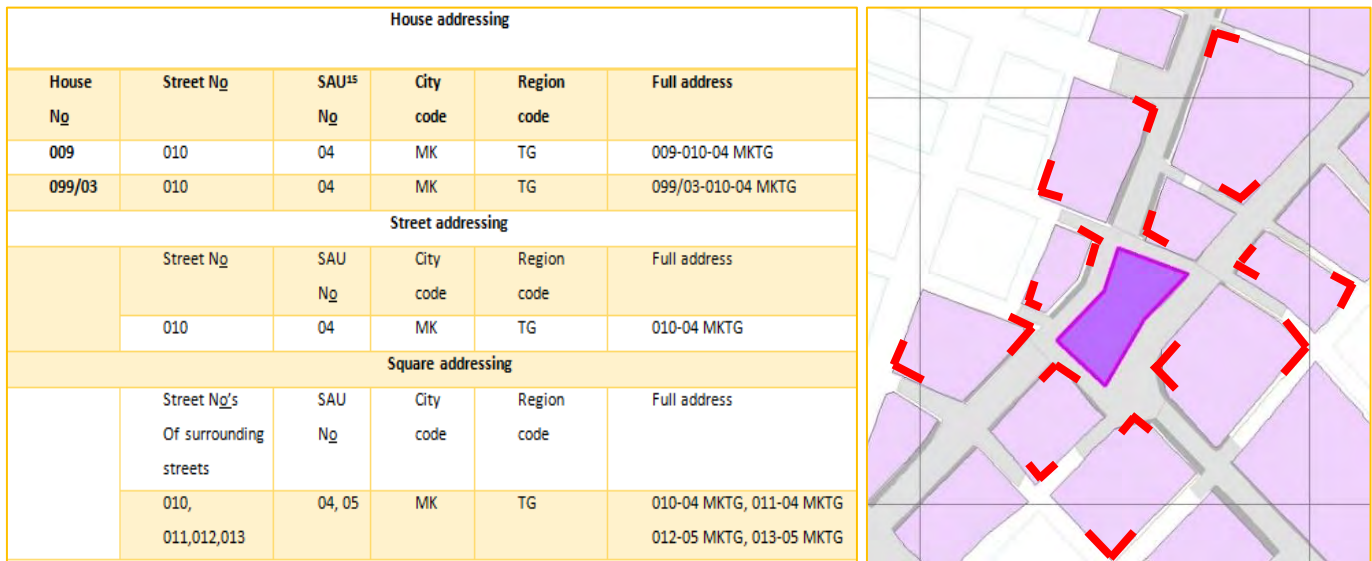 House addressing
House Street No SAU15 City Region Full address
No No code code
009 010 04 MK TG 009-010-04 MKTG
099/03 010 04 MK TG 099/03-010-04 MKTG
Street addressing
Street No SAU City Region Full address
No code code
010 04 MK TG 010-04 MKTG
Square addressing
Street No's SAU City Region Full address
Of surrounding No code code
streets
010, 04, 05 MK TG 010-04 MKTG, 011-04 MKTG
011,012,013 012-05 MKTG, 013-05 MKTG